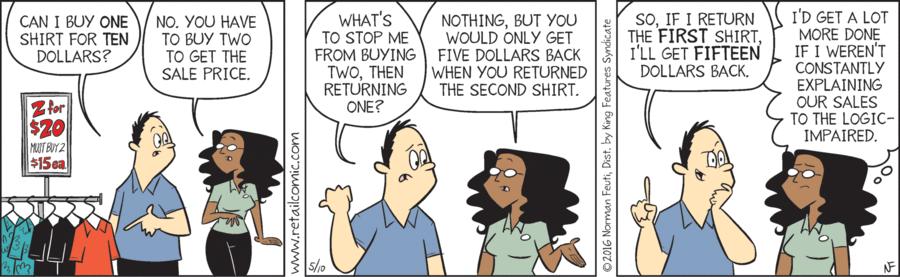 CAN I BUY ONE
SHIRT FOR TEN
DOLLARS?
NO. YOU HAVE
TO BUY TWO
TO GET THE
SALE PRICE.
2 for
$20
MUST BUY 2
$15 ea.
www.retailcomic.com
WHAT'S
TO STOP ME
FROM BUYING
TWO, THEN
RETURNING
ONE?
NOTHING, BUT YOU
WOULD ONLY GET
FIVE DOLLARS BACK
WHEN YOU RETURNED
THE SECOND SHIRT.
5/10
©2016 Norman Feuti, Dist. by King Features Syndicate
SO, IF I RETURN
THE FIRST SHIRT,
I'LL GET FIFTEEN
DOLLARS BACK.
I'D GET A LOT
MORE DONE
IF I WEREN'T
CONSTANTLY
EXPLAINING
OUR SALES
TO THE LOGIC-
IMPAIRED.
NF